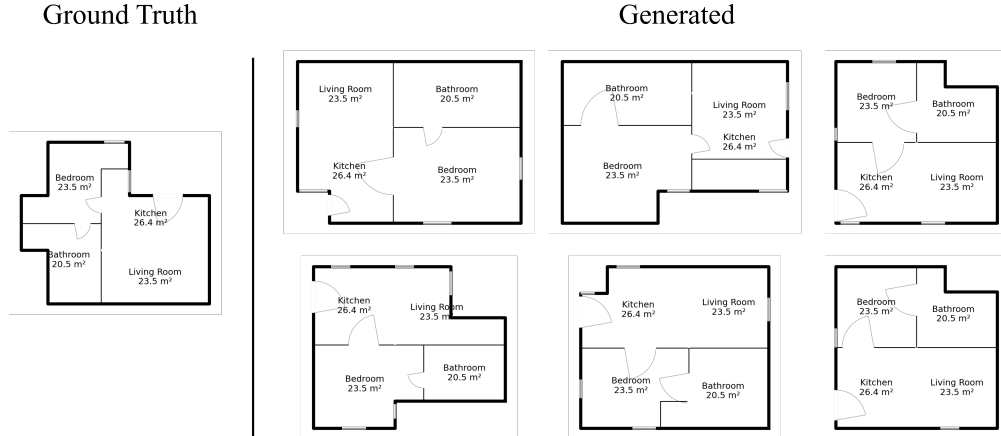 Ground Truth
Generated
Bedroom
23.5 m²
Kitchen
26.4 m²
Bathroom
20.5 m²
Living Room
23.5 m²
Living Room
23.5 m²
Bathroom
20.5 m²
Kitchen
26.4 m²
Bedroom
23.5 m²
Bathroom
20.5 m²
Living Room
23.5 m²
Kitchen
26.4 m²
Bedroom
23.5 m²
Bedroom
23.5 m²
Bathroom
20.5 m²
Kitchen
26.4 m²
Living Room
23.5 m²
Kitchen
26.4 m²
Living Room
23.5 m²
Bedroom
23.5 m²
Bathroom
20.5 m²
Kitchen
26.4 m²
Living Room
23.5 m²
Bedroom
23.5 m²
Bathroom
20.5 m²
Bedroom
23.5 m²
Bathroom
20.5 m²
Kitchen
26.4 m²
Living Room
23.5 m²